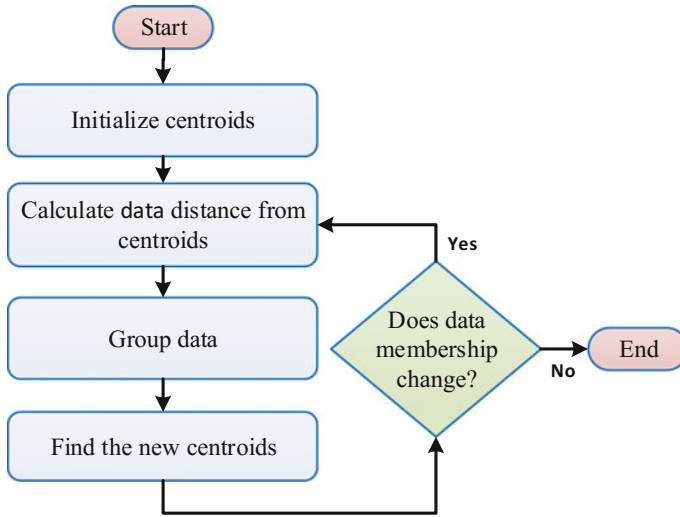 Start
Initialize centroids
Calculate data distance from
centroids
Group data
Find the new centroids
Yes
Does data
membership
change?
No
End